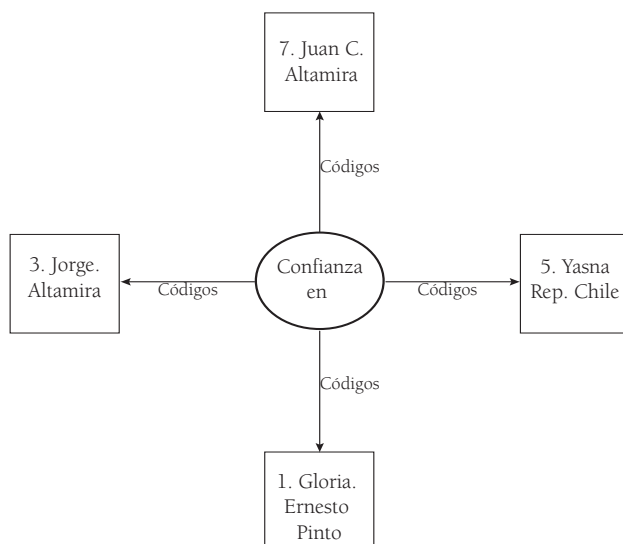 7. Juan C.
Altamira
Códigos
3. Jorge.
Altamira
Códigos
Confianza
en
Códigos
5. Yasna
Rep. Chile
Códigos
1. Gloria.
Ernesto
Pinto